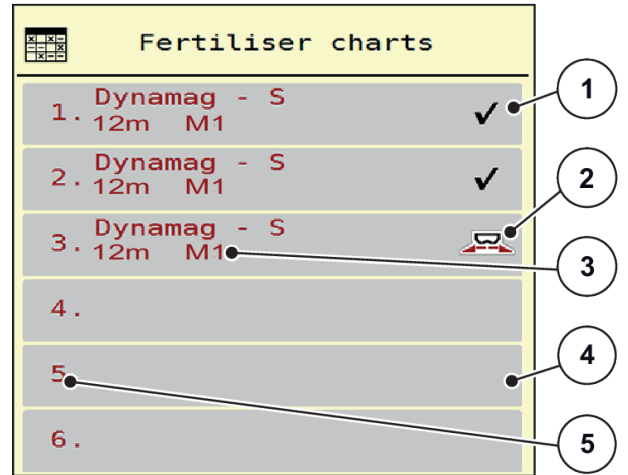 Fertiliser charts
1. Dynamag - S
12m M1
1
2. Dynamag - S
12m M1
2
3. Dynamag - S
12m M1
3
4.
4
5
5
6.